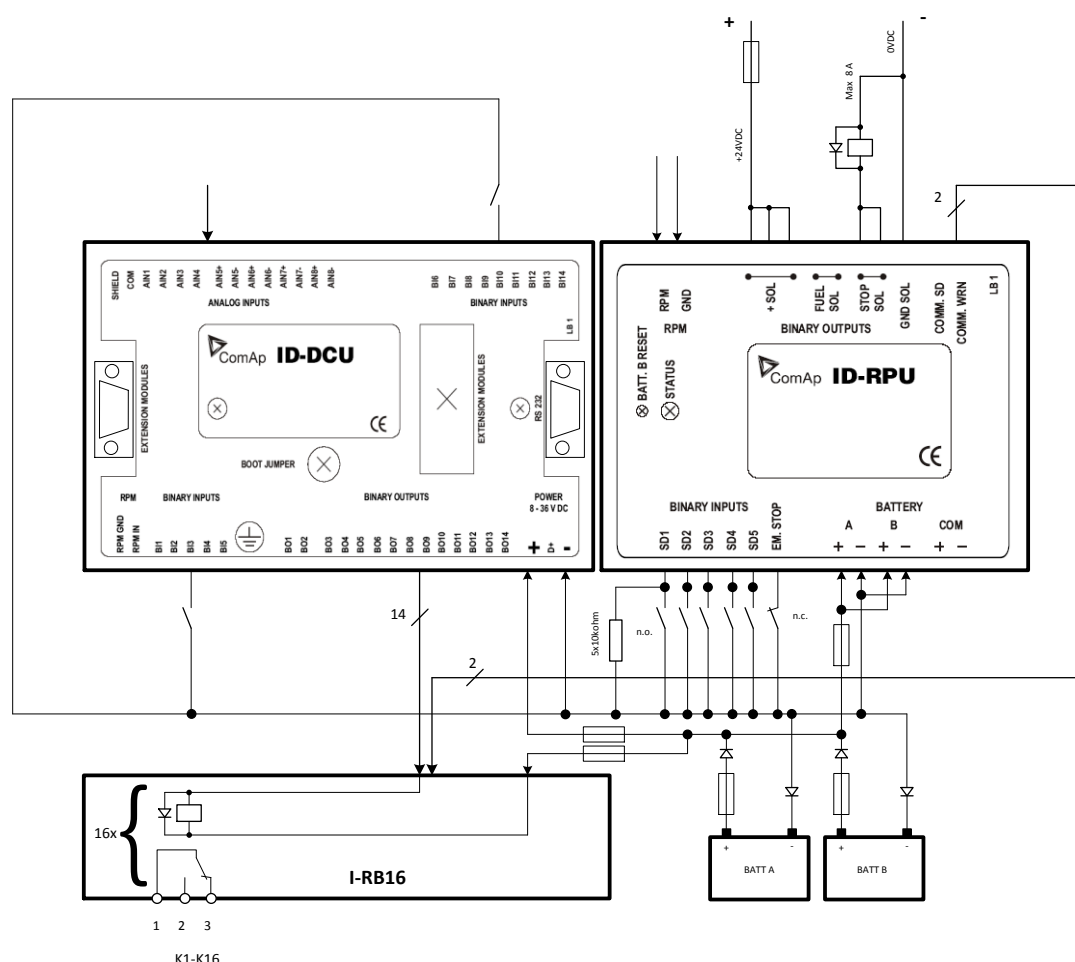 +
-
0VDC
Max 8 A
+24VDC
2
SHIELD
COM
AIN1
AIN2
AIN3
AIN4
AIN5+
AIN5-
AIN6+
AIN6-
AIN7+
AIN7-
AIN8+
AIN8-
ANALOG INPUTS
BI6
BI7
BI8
BI9
BI10
BI11
BI12
BI13
BI14
BINARY INPUTS
LB 1
ComAp ID-DCU
CE
EXTENSION MODULES
EXTENSION MODULES
RS 232
BOOT JUMPER
RPM
BINARY INPUTS
BINARY OUTPUTS
POWER
8 - 36 V DC
RPM GND
RPM IN
BI1
BI2
BI3
BI4
BI5
BO1
BO2
BO3
BO4
BO5
BO6
BO7
BO8
BO9
BO10
BO11
BO12
BO13
BO14
+
D+
-
RPM
GND
RPM
+ SOL
FUEL
SOL
STOP
SOL
GND SOL
COMM. SD
COMM. WRN
LB 1
BINARY OUTPUTS
BATT. B RESET
STATUS
ComAp ID-RPU
CE
BINARY INPUTS
SD1
SD2
SD3
SD4
SD5
EM. STOP
BATTERY
A
B
COM
+
-
+
-
+
-
14
2
5x10kohm
n.o.
n.c.
16x
I-RB16
1 2 3
K1-K16
+ -
BATT A
+ -
BATT B